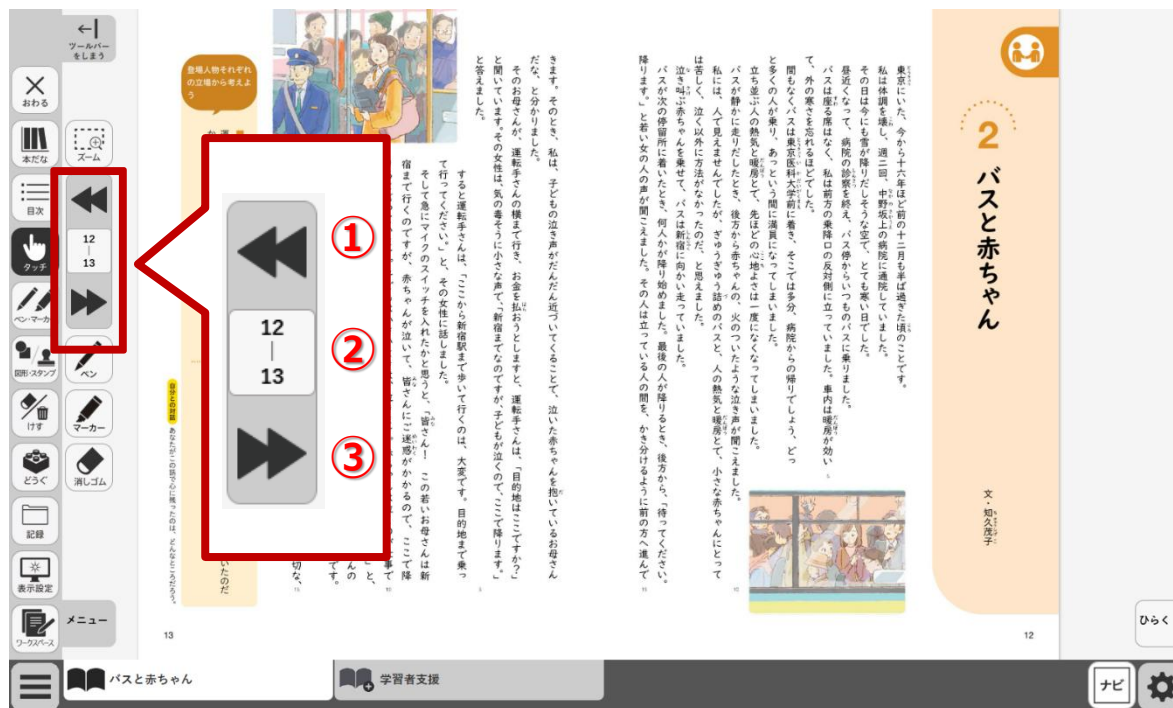 ツールバー
をしまう
おわる
本だな
ズーム
目次
12
|
13
タッチ
ペン・マーカー
ペン
図形・スタンプ
けす
マーカー
どうぐ
消しゴム
記録
表示設定
ワークスペース
メニュー
①
12
|
13
②
③
2 バスと赤ちゃん
文・知久茂子
東京にいた、今から十六年ほど前の十二月も半ば過ぎた頃のことです。
私は体調を壊し、週二回、中野坂上の病院に通院していました。
その日は今にも雪が降りだしそうな空で、とても寒い日でした。
昼近くなって、病院の診察を終え、バス停からいつものバスに乗りました。
バスは座る席はなく、私は前方の乗降口の反対側に立っていました。車内は暖房が効い
て、外の寒さを忘れるほどでした。
間もなくバスは東京医科大学前に着き、そこでは多分、病院からの帰りでしょう、どっ
と多くの人が乗り、あっという間に満員になってしまいました。
立ち並ぶ人の熱気と暖房とで、先ほどの心地よさは一度になくなってしまいました。
バスが静かに走りだしたとき、後方から赤ちゃんの、火のついたような泣き声が聞こえました。
私には、人で見えませんでしたが、ぎゅうぎゅう詰めのバスと、人の熱気と暖房とで、小さな赤ちゃんにとって
は苦しく、泣く以外に方法がなかったのだ、と思えました。
泣き叫ぶ赤ちゃんを乗せて、バスは新宿に向かい走っていました。
バスが次の停留所に着いたとき、何人かが降り始めました。最後の人が降りるとき、後方から、「待ってください。
降ります。」と若い女の人の声が聞こえました。その人は立っている人の間を、かき分けるように前の方へ進んで
12
きます。そのとき、私は、子どもの泣き声がだんだん近づいてくることで、泣いた赤ちゃんを抱いているお母さん
だな、と分かりました。
そのお母さんが、運転手さんの横まで行き、お金を払おうとしますと、運転手さんは、「目的地はここですか?」
と聞いています。その女性は、気の毒そうに小さな声で、「新宿までなのですが、子どもが泣くので、ここで降ります。」
と答えました。
すると運転手さんは、「ここから新宿駅まで歩いて行くのは、大変です。目的地まで乗っ
て行ってください。」と、その女性に話しました。
そして急にマイクのスイッチを入れたかと思うと、「皆さん! この若いお母さんは新
宿まで行くのですが、赤ちゃんが泣いて、皆さんにご迷惑がかかるので、ここで降
登場人物それぞれ
の立場から考えよ
う
自分との対話 あなたがこの話で心に残ったのは、どんなところだろう。
13
ひらく
バスと赤ちゃん
学習者支援
ナビ